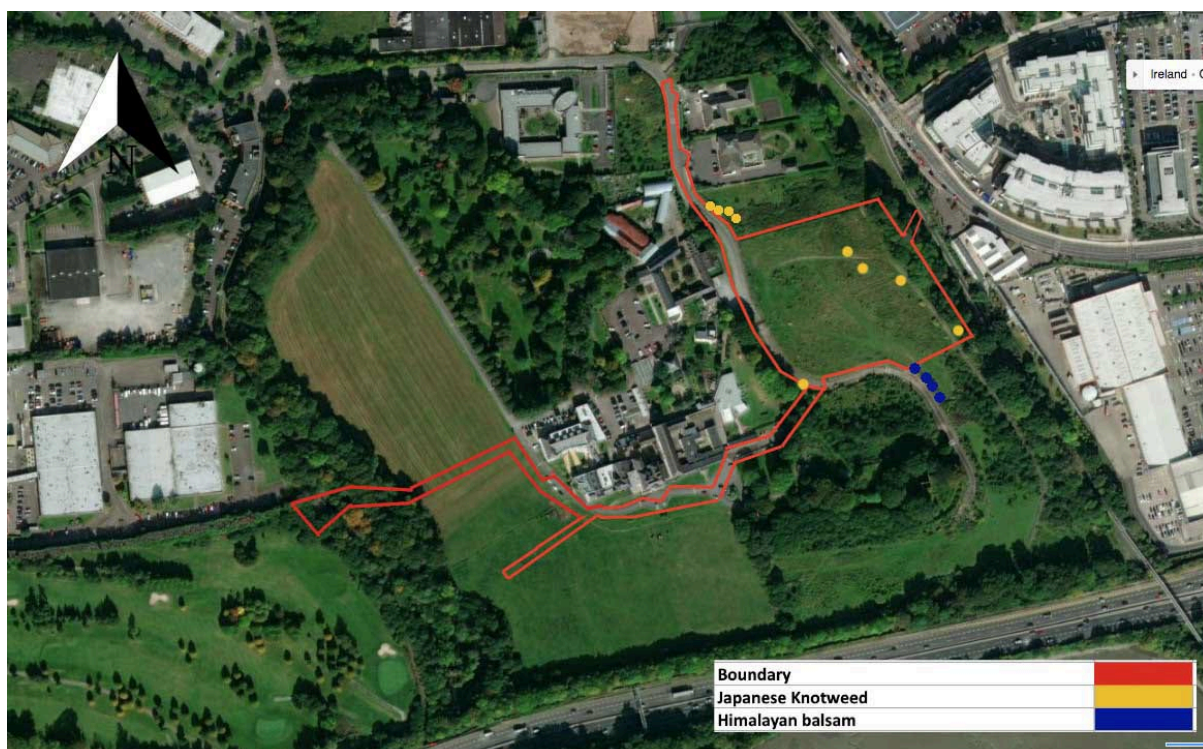 Ireland - C
N
Boundary
Japanese Knotweed
Himalayan balsam